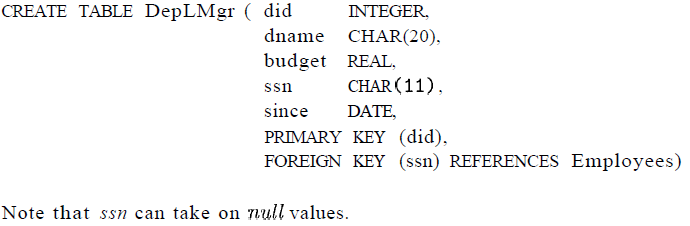 CREATE TABLE DepLMgr ( did INTEGER,
dname CHAR(20),
budget REAL,
ssn CHAR(11),
since DATE,
PRIMARY KEY (did),
FOREIGN KEY (ssn) REFERENCES Employees)
Note that ssn can take on null values.